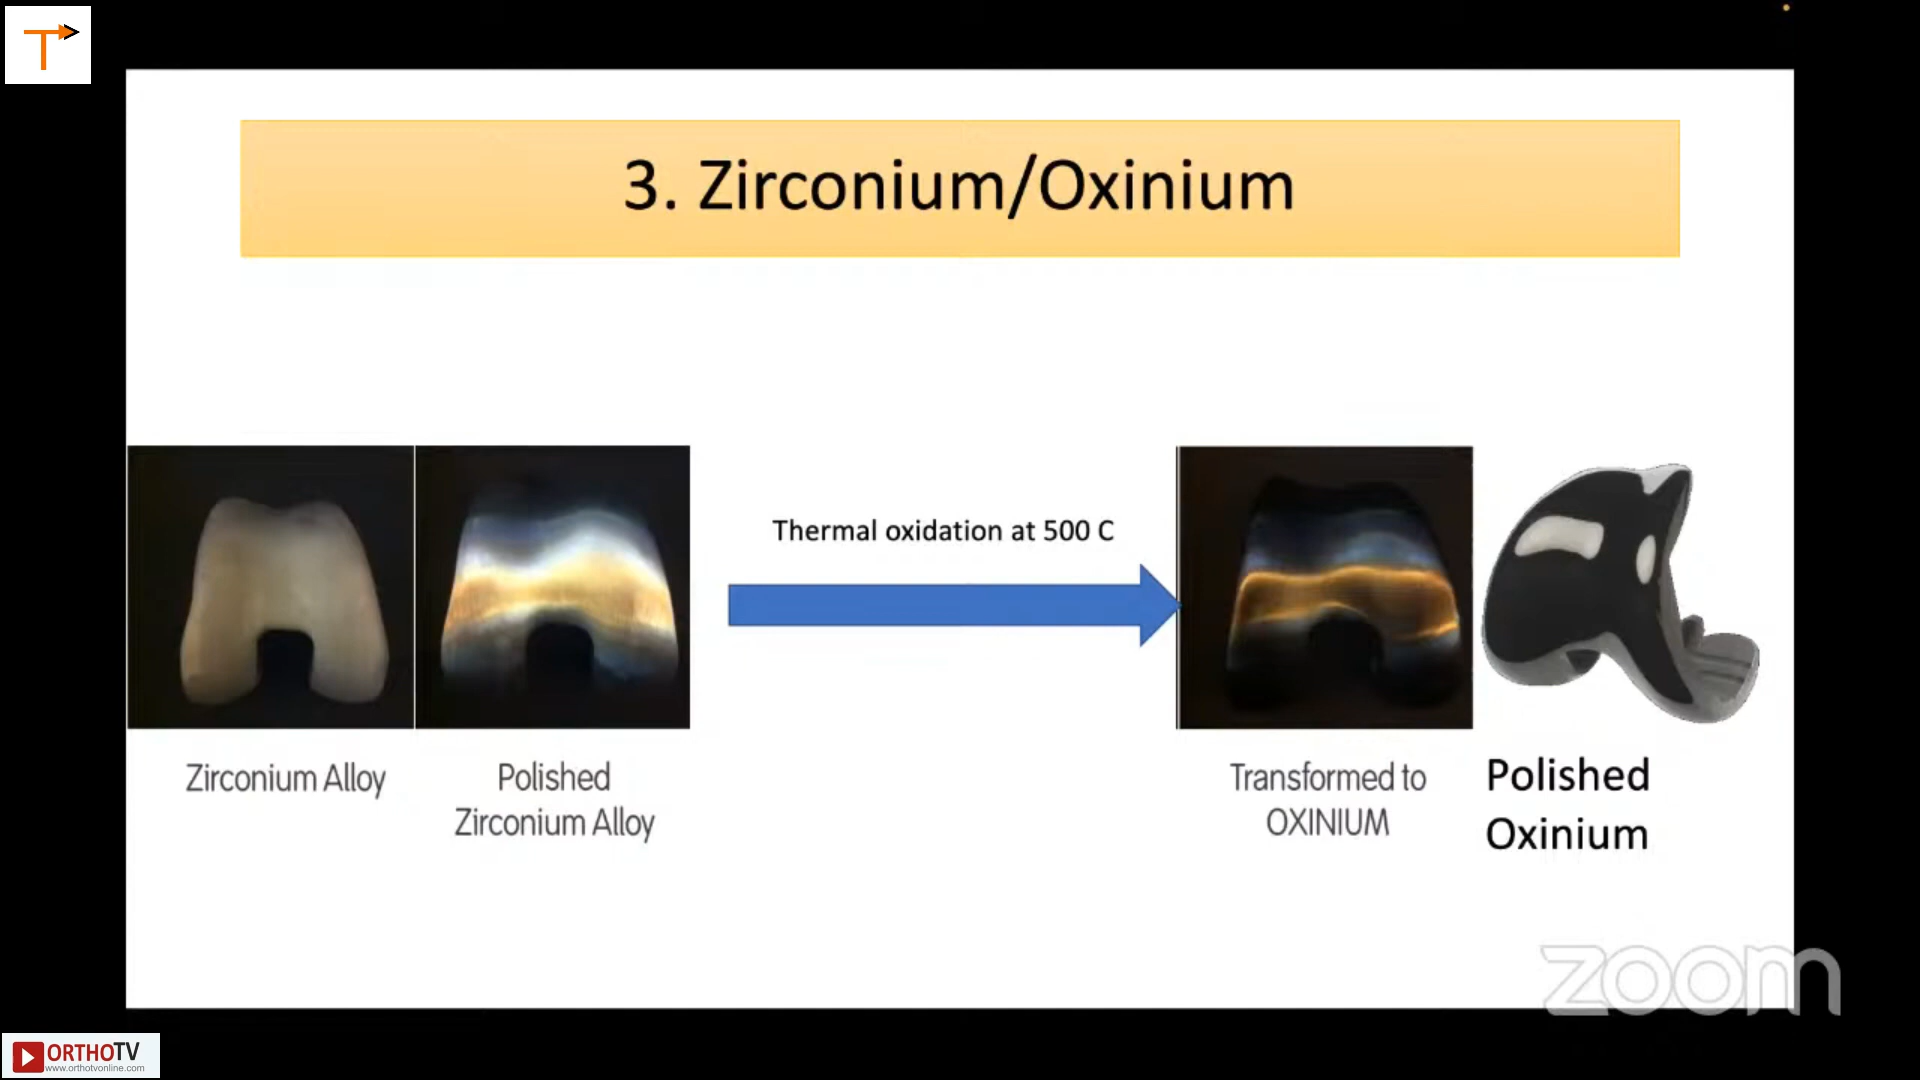 T
3. Zirconium/Oxinium
Thermal oxidation at 500 C
Zirconium Alloy
Polished
Zirconium Alloy
Transformed to
OXINIUM
Polished
Oxinium
zoom
ORTHOTV
www.orthotvonline.com